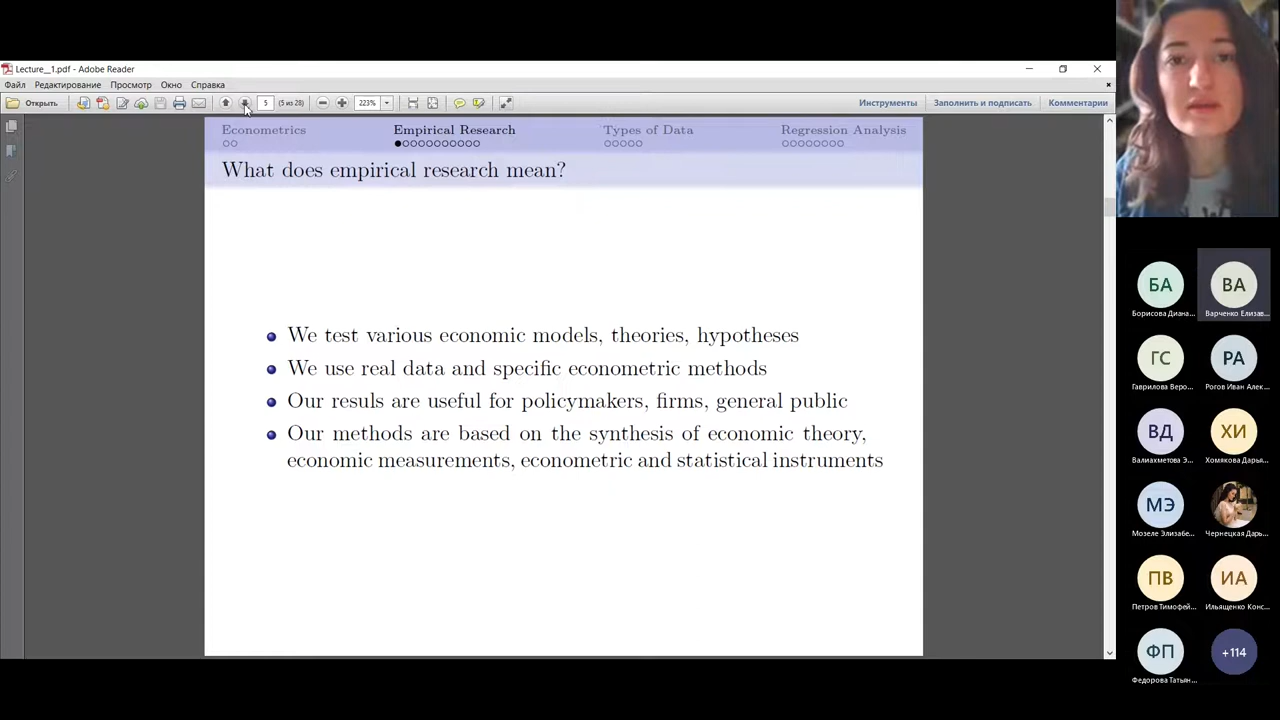 Lecture__1.pdf - Adobe Reader
Файл Редактирование Просмотр Окно Справка
Открыть 5 (5 из 28) 223% Инструменты Заполнить и подписать Комментарии
Econometrics Empirical Research Types of Data Regression Analysis
What does empirical research mean?
We test various economic models, theories, hypotheses
We use real data and specific econometric methods
Our resuls are useful for policymakers, firms, general public
Our methods are based on the synthesis of economic theory,
economic measurements, econometric and statistical instruments
БА ВА
Борисова Диана... Варченко Елизав...
ГС РА
Гаврилова Веро... Рогов Иван Алек...
ВД ХИ
Валиахметова Э... Хомякова Дарья...
МЭ
Мозеле Элизабе... Чернецкая Дарь...
ПВ ИА
Петров Тимофей... Ильященко Конс...
ФП +114
Федорова Татьян...